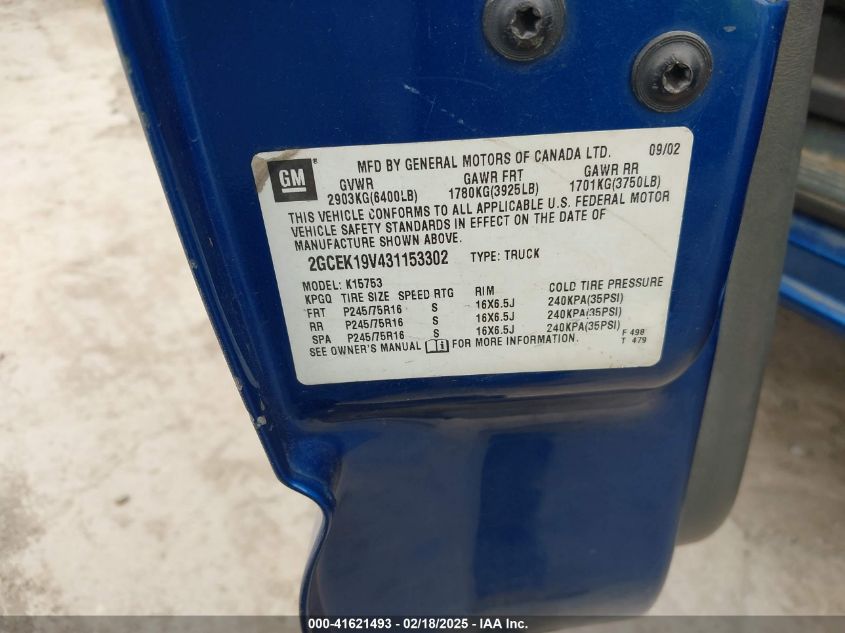 GM ® MFD BY GENERAL MOTORS OF CANADA LTD. 09/02
GVWR GAWR FRT GAWR RR
2903KG(6400LB) 1780KG(3925LB) 1701KG(3750LB)
THIS VEHICLE CONFORMS TO ALL APPLICABLE U.S. FEDERAL MOTOR
VEHICLE SAFETY STANDARDS IN EFFECT ON THE DATE OF
MANUFACTURE SHOWN ABOVE.
2GCEK19V431153302 TYPE: TRUCK
MODEL: K15753
KPGQ TIRE SIZE SPEED RTG RIM COLD TIRE PRESSURE
FRT P245/75R16 S 16X6.5J 240KPA(35PSI)
RR P245/75R16 S 16X6.5J 240KPA(35PSI)
SPA P245/75R16 S 16X6.5J 240KPA(35PSI)
SEE OWNER'S MANUAL FOR MORE INFORMATION.
F 498
T 479
000-41621493 - 02/18/2025 - IAA Inc.